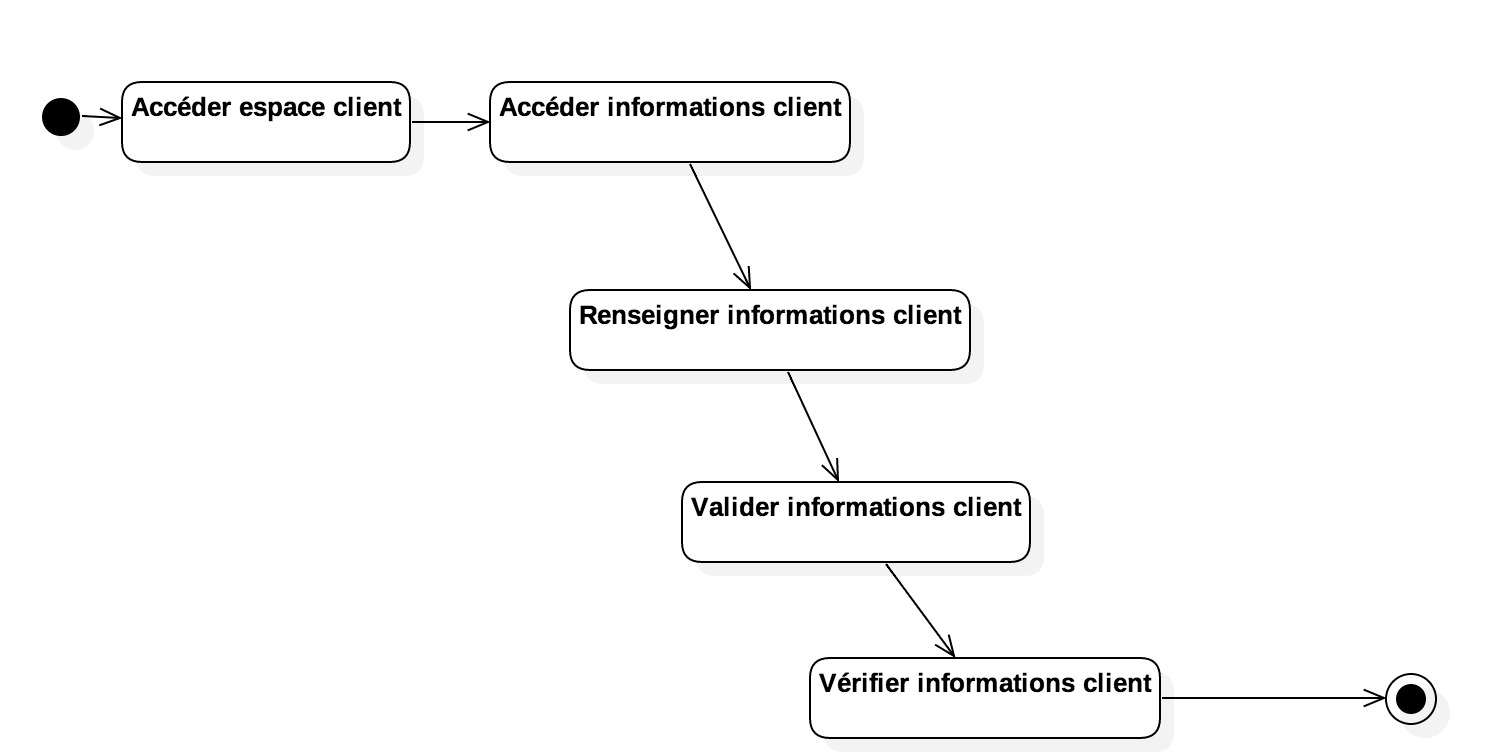 Accéder espace client
Accéder informations client
Renseigner informations client
Valider informations client
Vérifier informations client